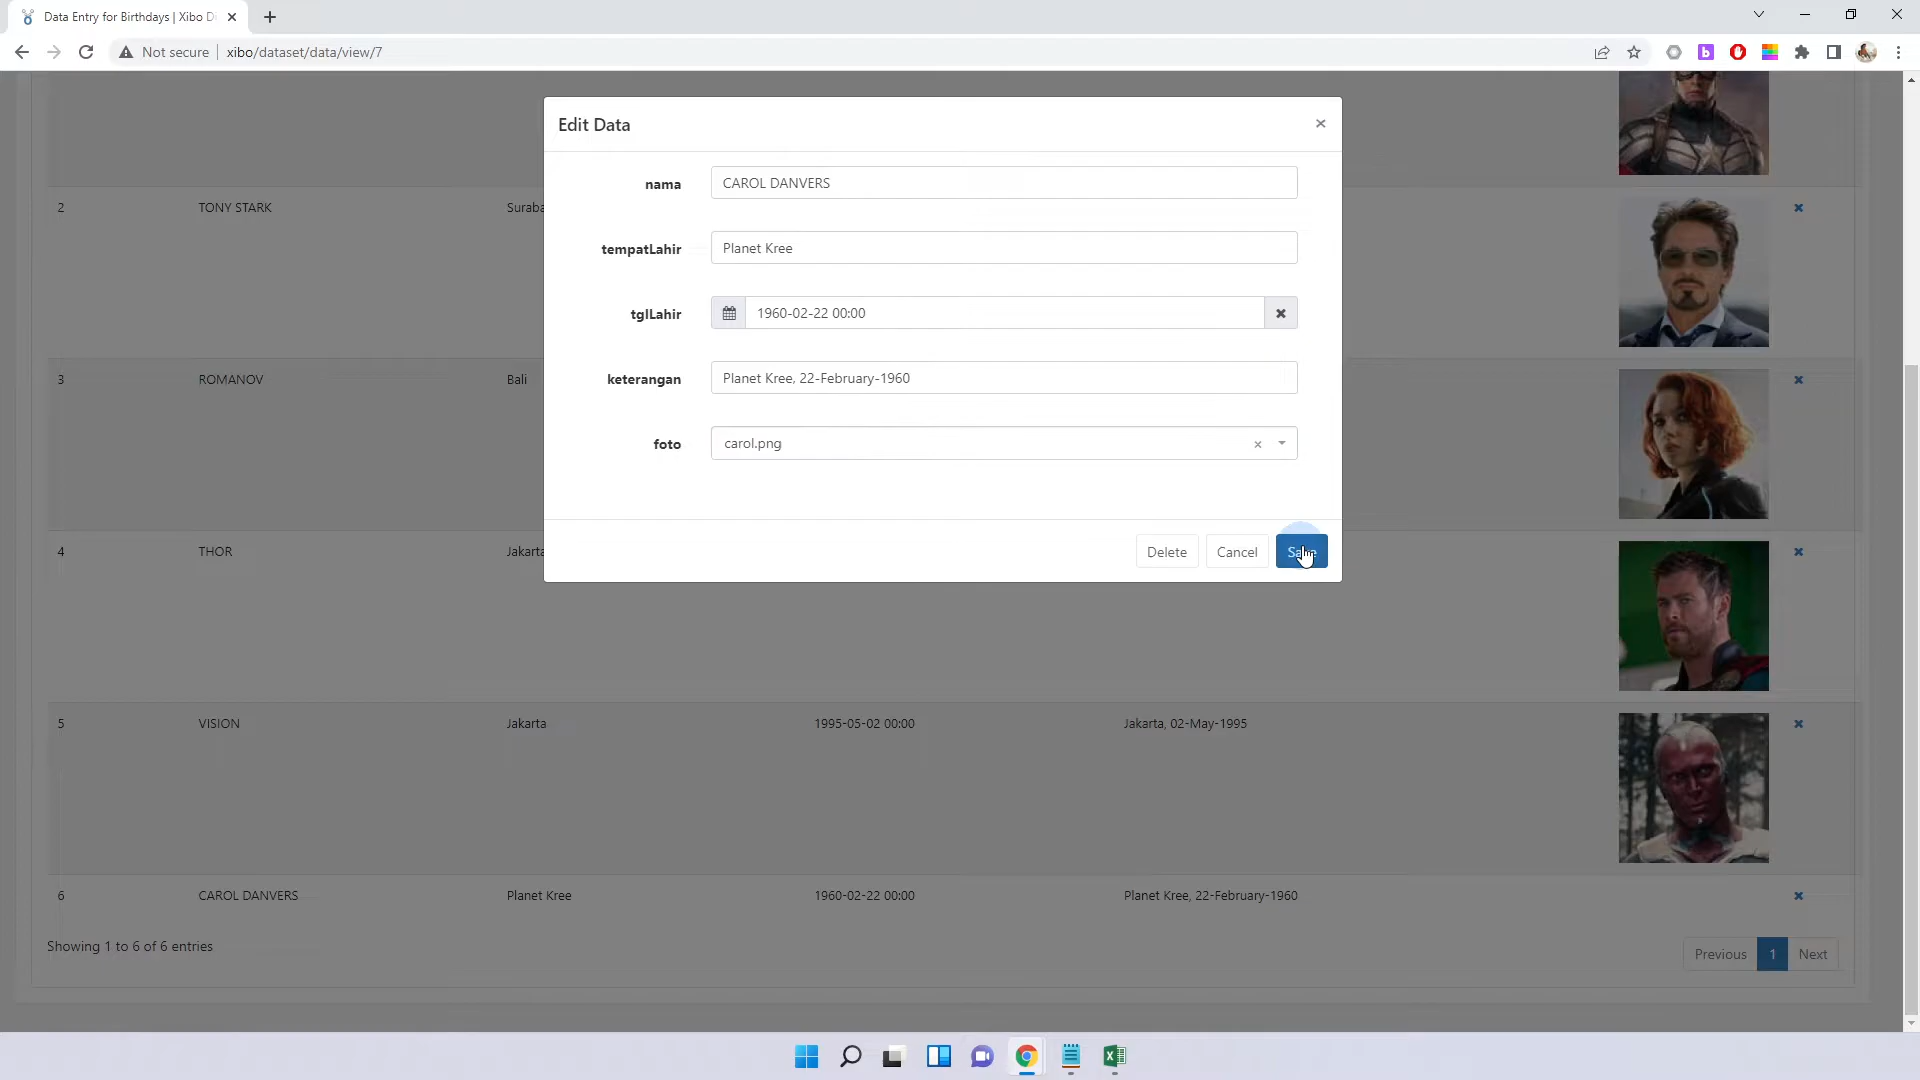 Data Entry for Birthdays | Xibo Di
Not secure xibo/dataset/data/view/7
Edit Data ×
nama CAROL DANVERS
tempatLahir Planet Kree
tglLahir 1960-02-22 00:00
keterangan Planet Kree, 22-February-1960
foto carol.png
Delete Cancel
2 TONY STARK Suraba
3 ROMANOV Bali
4 THOR Jakarta
5 VISION Jakarta 1995-05-02 00:00 Jakarta, 02-May-1995
6 CAROL DANVERS Planet Kree 1960-02-22 00:00 Planet Kree, 22-February-1960
Showing 1 to 6 of 6 entries
Previous 1 Next